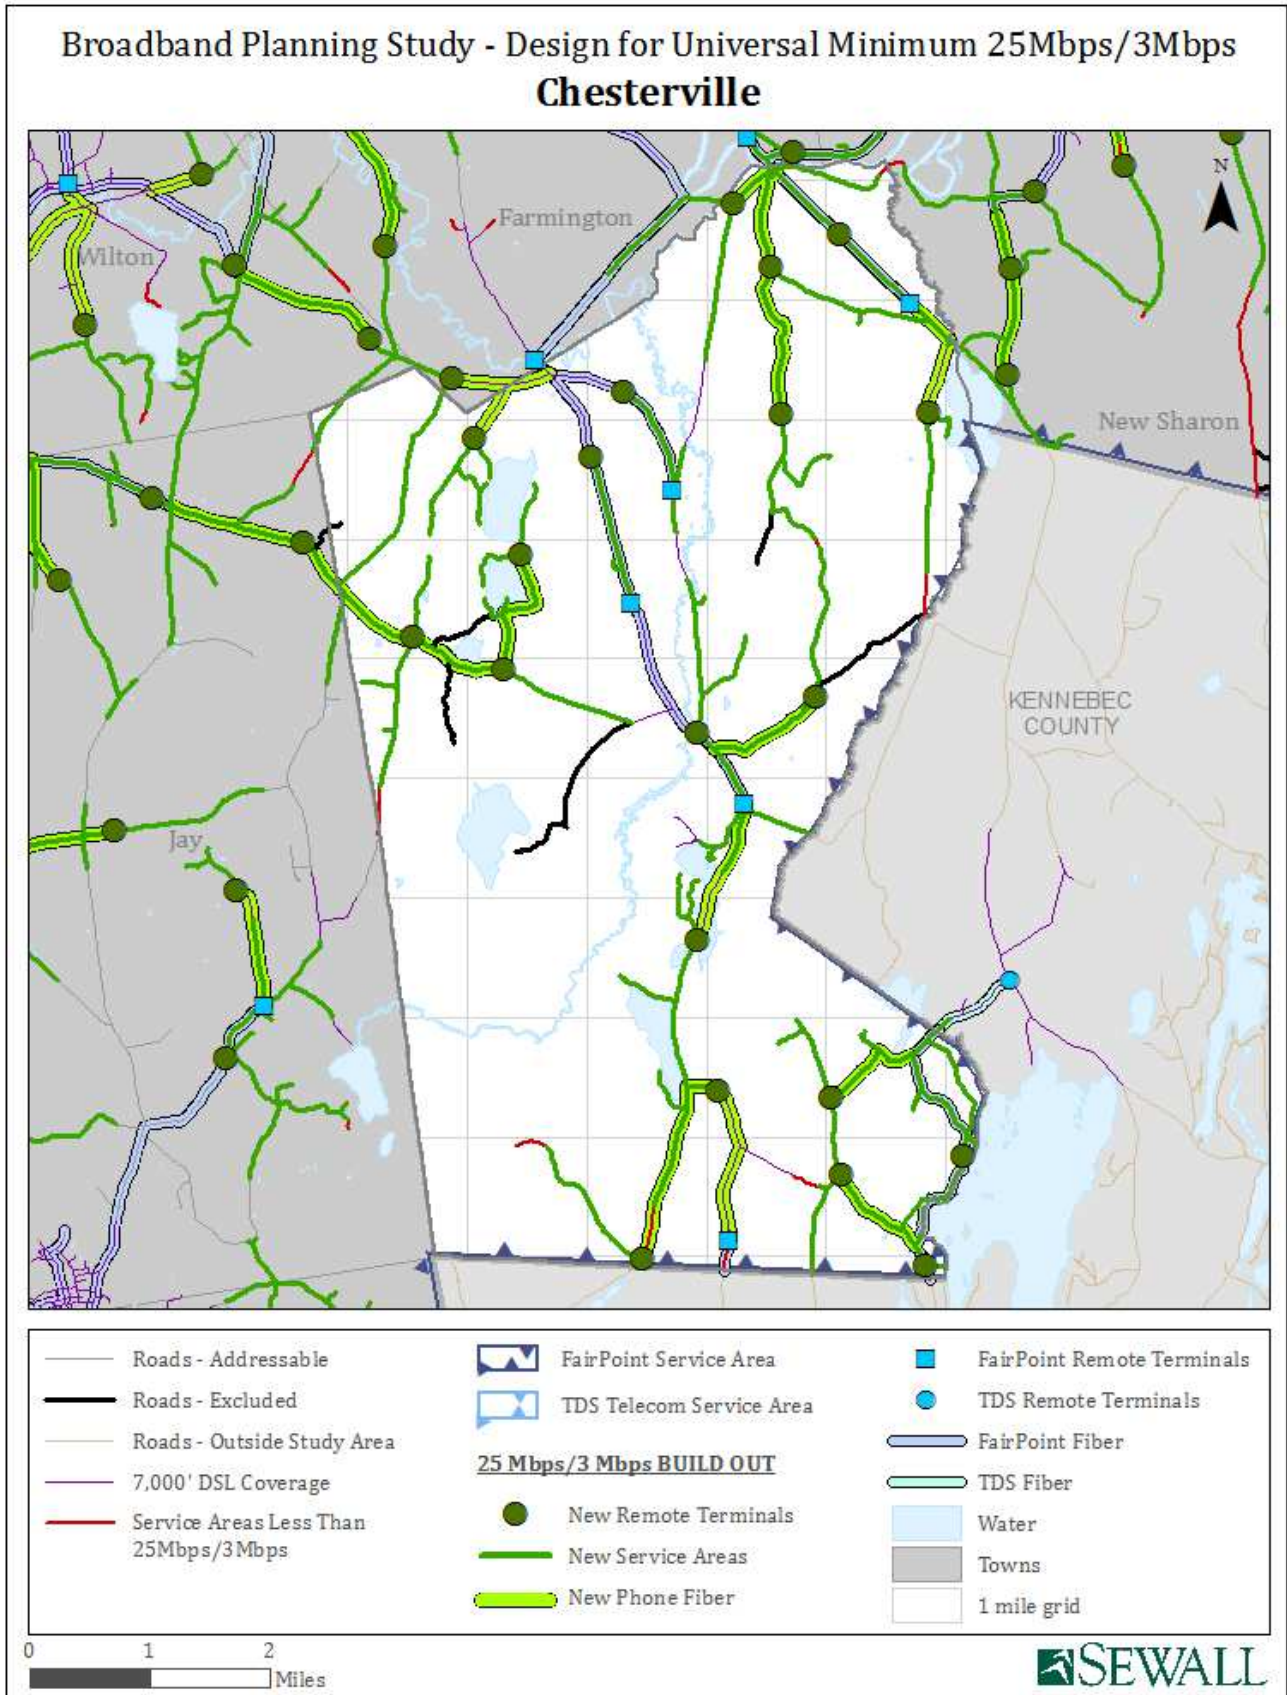 Broadband Planning Study - Design for Universal Minimum 25Mbps/3Mbps
Chesterville
N
Farmington
Wilton
New Sharon
KENNEBEC
COUNTY
Jay
Roads - Addressable
Roads - Excluded
Roads - Outside Study Area
7,000' DSL Coverage
Service Areas Less Than
25Mbps/3Mbps
FairPoint Service Area
TDS Telecom Service Area
25 Mbps/3 Mbps BUILD OUT
New Remote Terminals
New Service Areas
New Phone Fiber
FairPoint Remote Terminals
TDS Remote Terminals
FairPoint Fiber
TDS Fiber
Water
Towns
1 mile grid
0 1 2
Miles
SEWALL